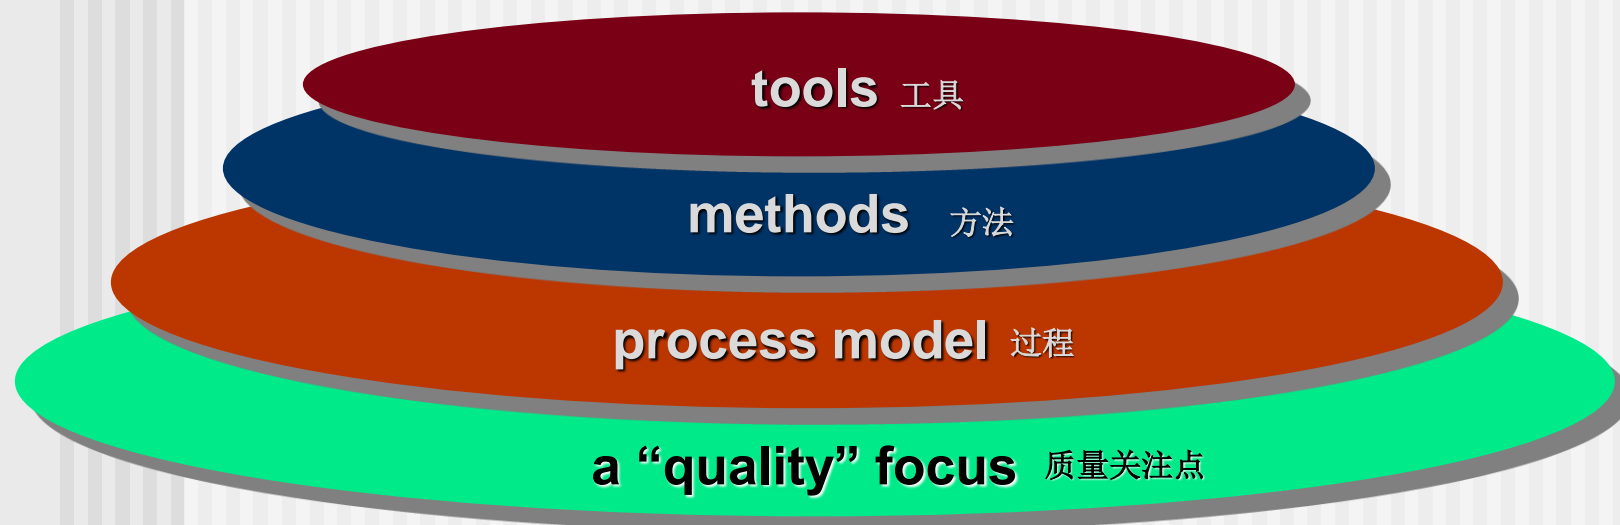 tools 工具
methods 方法
process model 过程
a “quality” focus 质量关注点